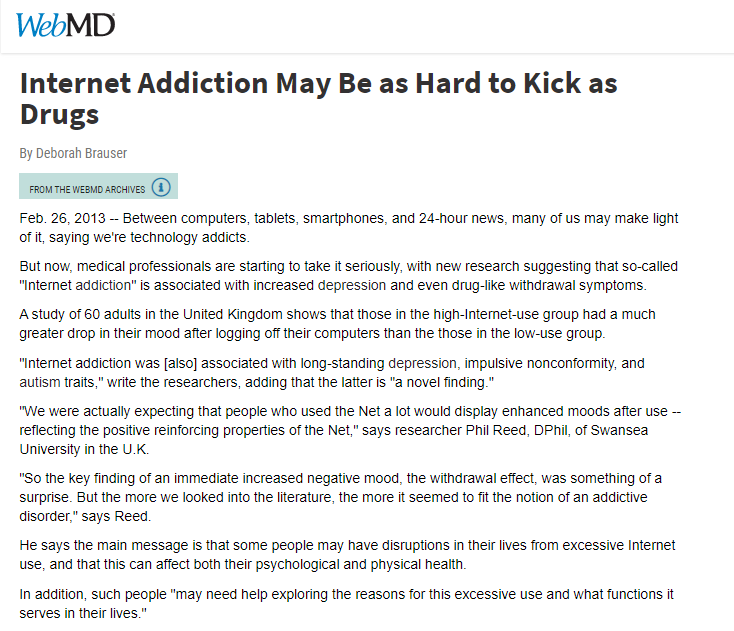 WebMD
Internet Addiction May Be as Hard to Kick as
Drugs
By Deborah Brauser
FROM THE WEBMD ARCHIVES i
Feb. 26, 2013 -- Between computers, tablets, smartphones, and 24-hour news, many of us may make light
of it, saying we're technology addicts.
But now, medical professionals are starting to take it seriously, with new research suggesting that so-called
"Internet addiction" is associated with increased depression and even drug-like withdrawal symptoms.
A study of 60 adults in the United Kingdom shows that those in the high-Internet-use group had a much
greater drop in their mood after logging off their computers than the those in the low-use group.
"Internet addiction was [also] associated with long-standing depression, impulsive nonconformity, and
autism traits," write the researchers, adding that the latter is "a novel finding."
"We were actually expecting that people who used the Net a lot would display enhanced moods after use --
reflecting the positive reinforcing properties of the Net," says researcher Phil Reed, DPhil, of Swansea
University in the U.K.
"So the key finding of an immediate increased negative mood, the withdrawal effect, was something of a
surprise. But the more we looked into the literature, the more it seemed to fit the notion of an addictive
disorder," says Reed.
He says the main message is that some people may have disruptions in their lives from excessive Internet
use, and that this can affect both their psychological and physical health.
In addition, such people "may need help exploring the reasons for this excessive use and what functions it
serves in their lives."